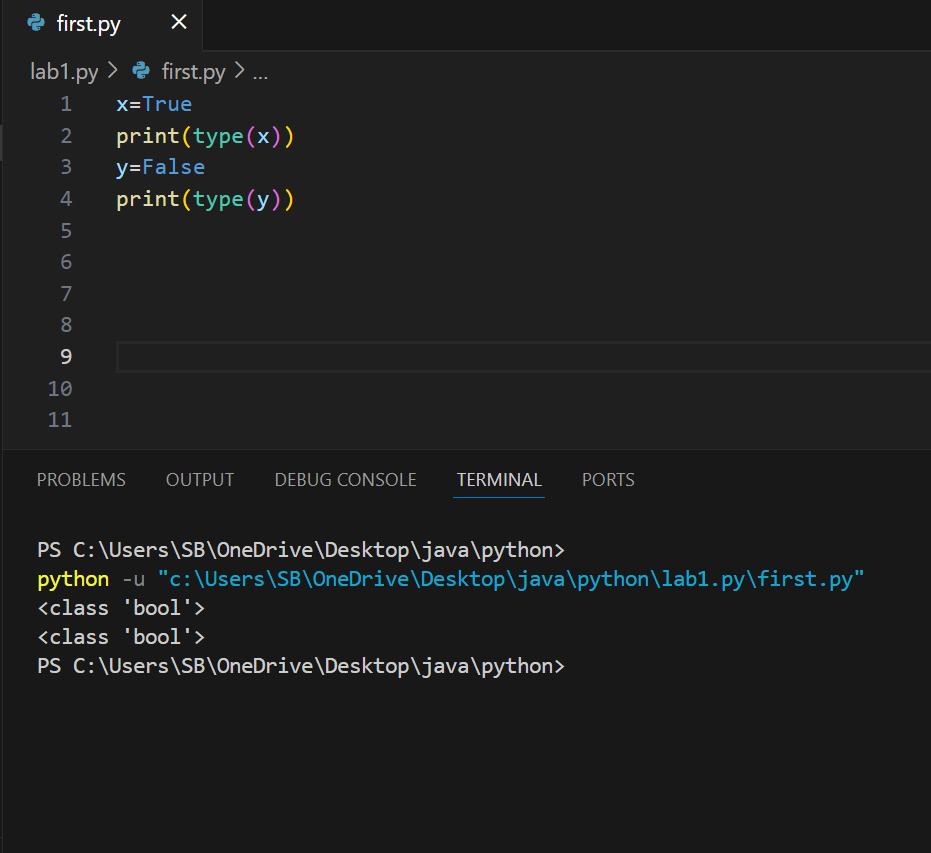 first.py ×
lab1.py > first.py > ...
1 x=True
2 print(type(x))
3 y=False
4 print(type(y))
5
6
7
8
9
10
11
PROBLEMS OUTPUT DEBUG CONSOLE TERMINAL PORTS
PS C:\Users\SB\OneDrive\Desktop\java\python>
python -u "c:\Users\SB\OneDrive\Desktop\java\python\lab1.py\first.py"
<class 'bool'>
<class 'bool'>
PS C:\Users\SB\OneDrive\Desktop\java\python>